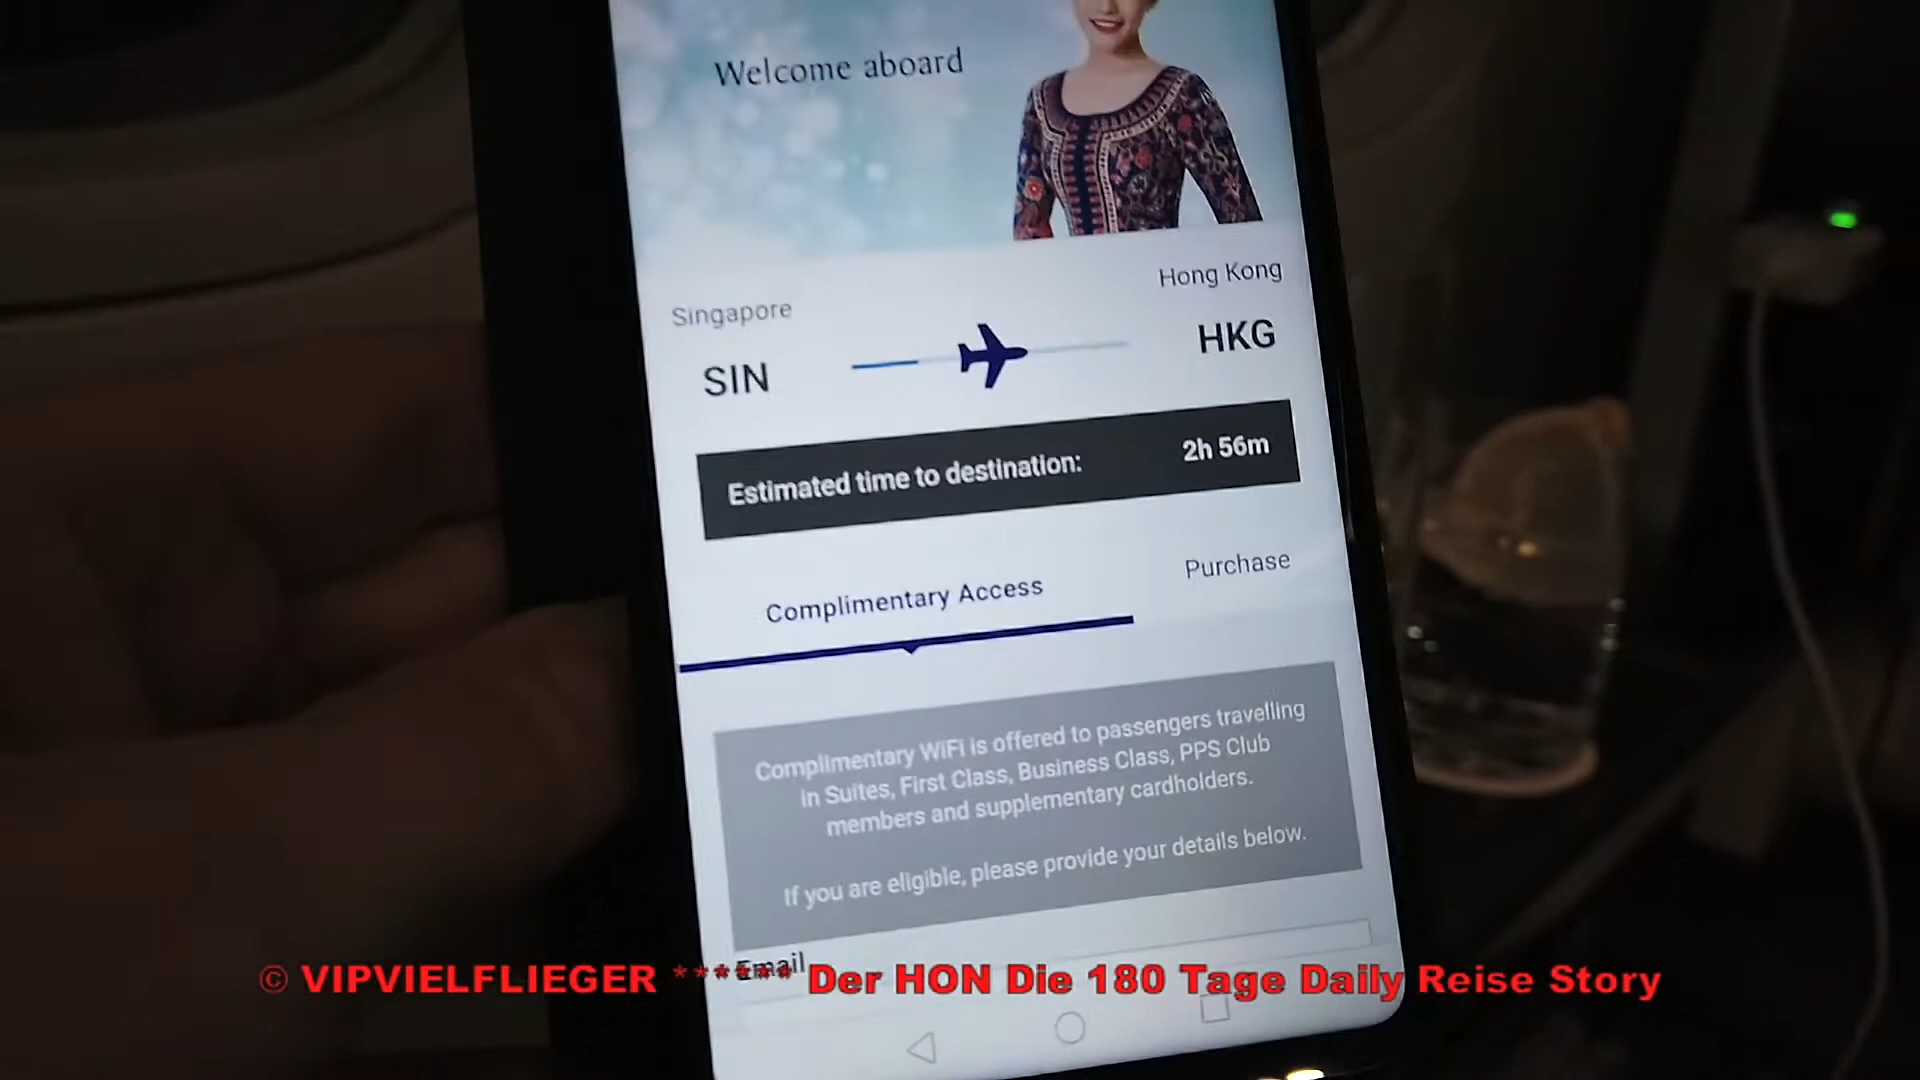 Welcome aboard
Singapore
Hong Kong
SIN
HKG
Estimated time to destination:
2h 56m
Complimentary Access
Purchase
Complimentary WiFi is offered to passengers travelling
in Suites, First Class, Business Class, PPS Club
members and supplementary cardholders.
If you are eligible, please provide your details below.
Email
© VIPVIELFLIEGER ****** Der HON Die 180 Tage Daily Reise Story